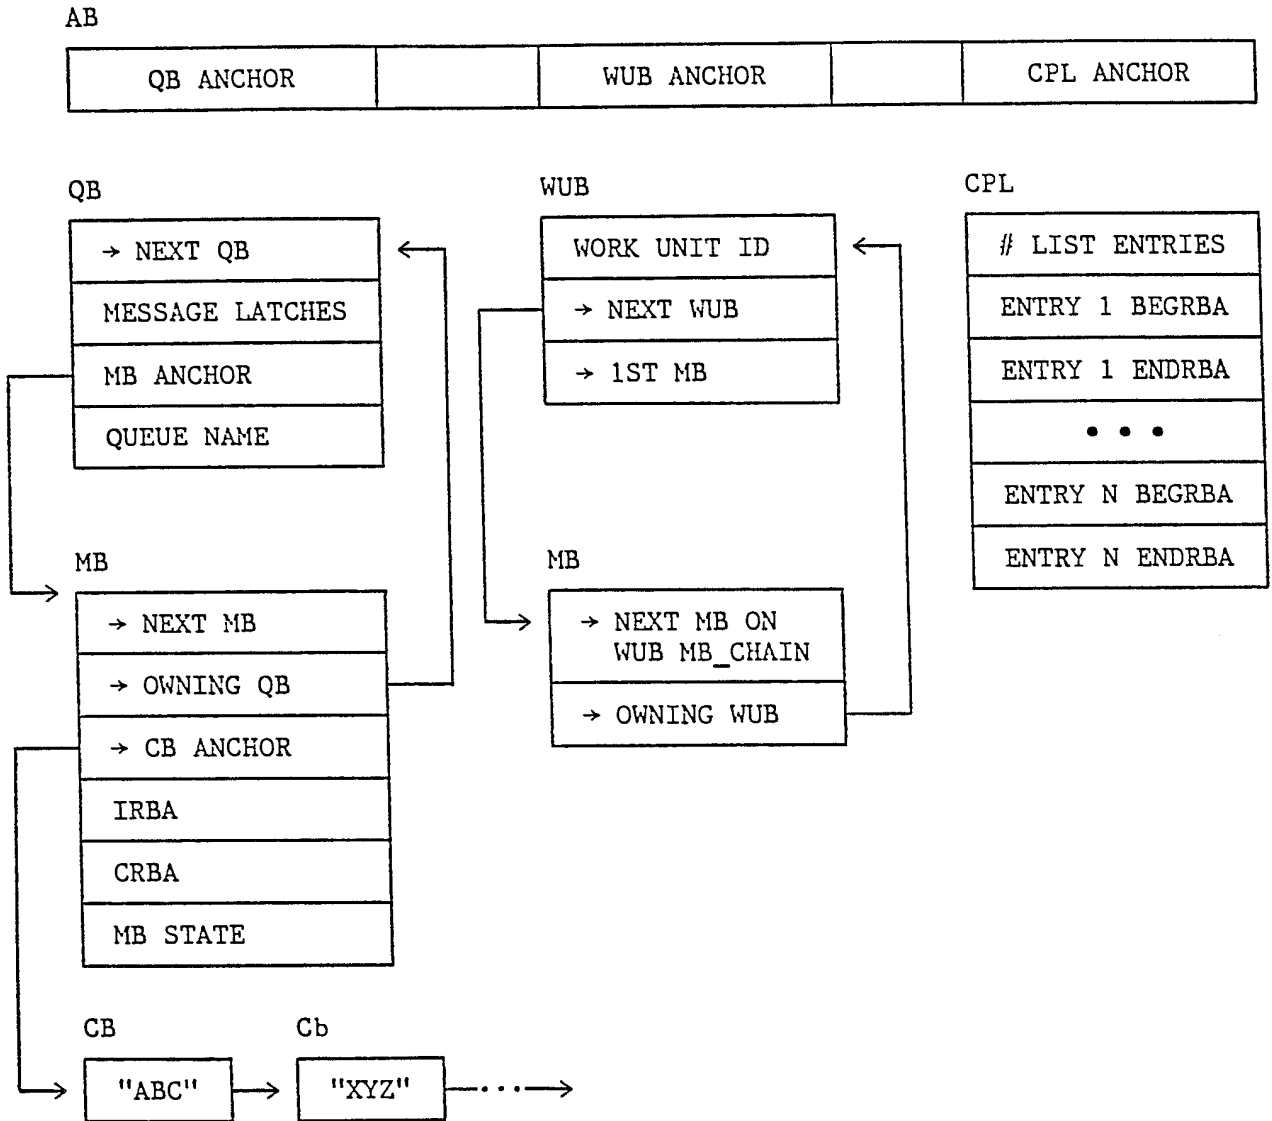 AB
QB ANCHOR
WUB ANCHOR
CPL ANCHOR
QB
→ NEXT QB
MESSAGE LATCHES
MB ANCHOR
QUEUE NAME
WUB
WORK UNIT ID
→ NEXT WUB
→ 1ST MB
CPL
# LIST ENTRIES
ENTRY 1 BEGRBA
ENTRY 1 ENDRBA
• • •
ENTRY N BEGRBA
ENTRY N ENDRBA
MB
→ NEXT MB
→ OWNING QB
→ CB ANCHOR
IRBA
CRBA
MB STATE
MB
→ NEXT MB ON
WUB MB_CHAIN
→ OWNING WUB
CB
"ABC"
Cb
"XYZ"